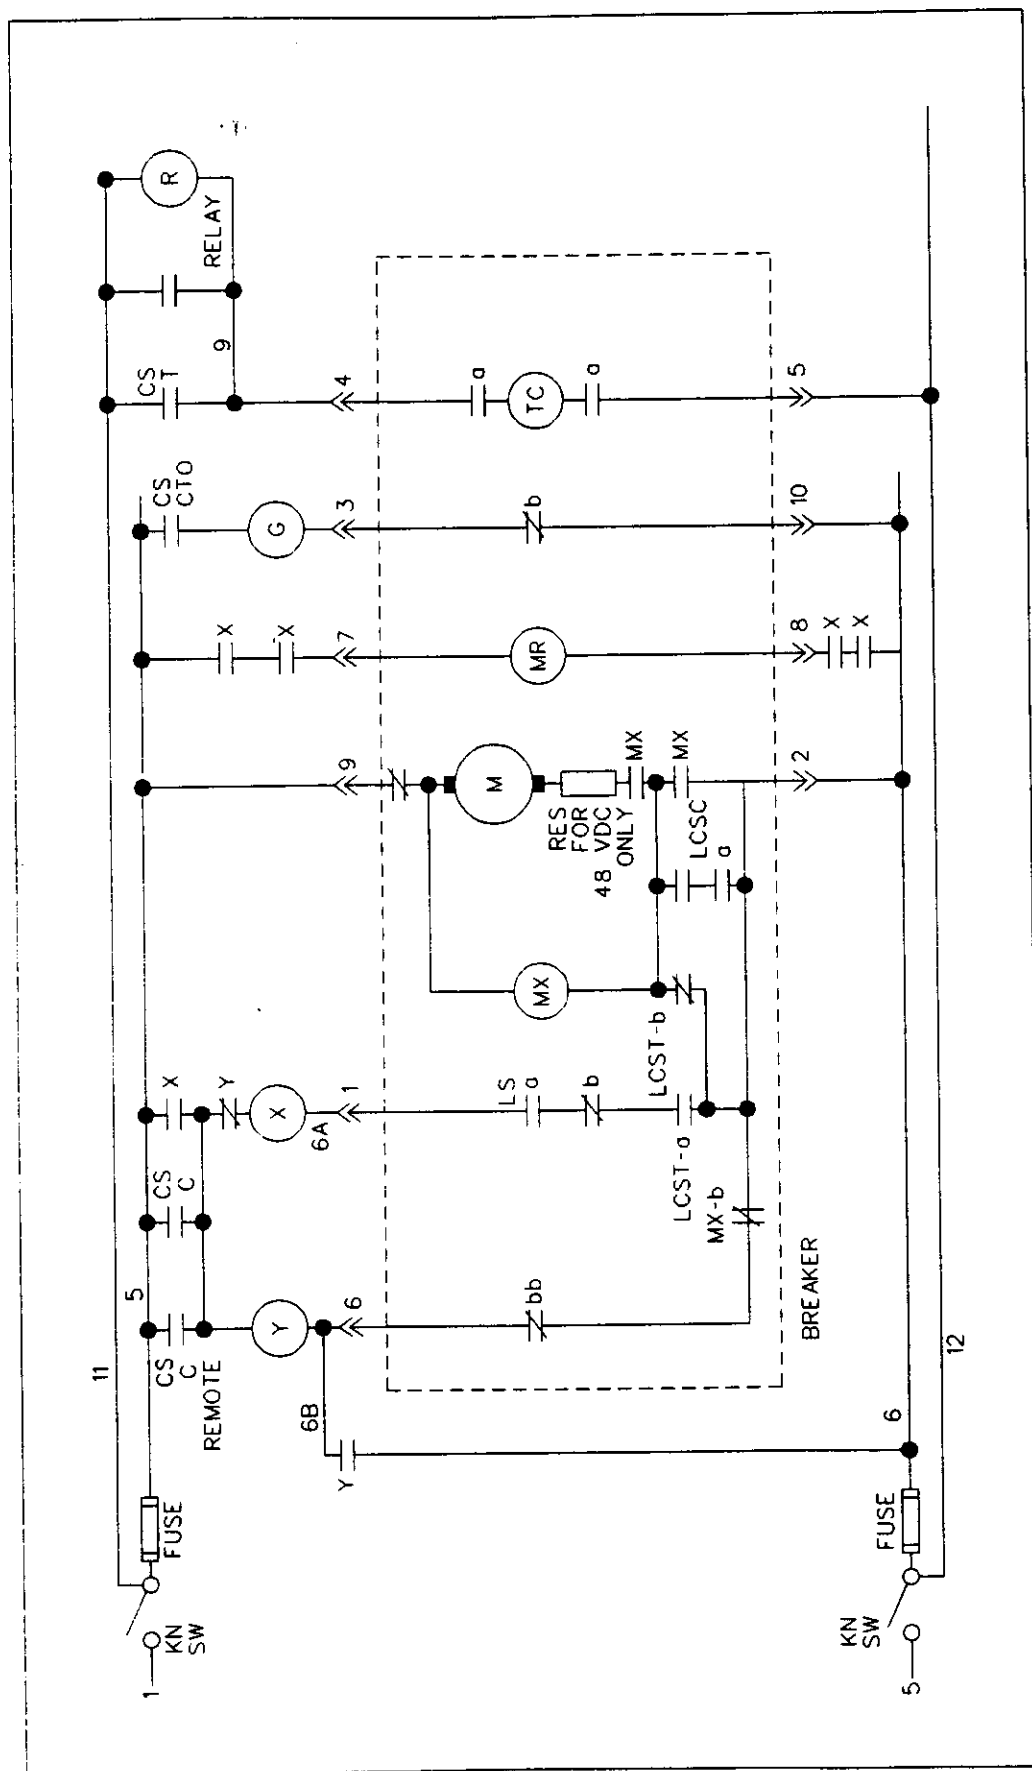 1
KN
SW
FUSE
11
5
CS
C
REMOTE
CS
C
X
Y
Y
X
6A
1
6
6B
Y
9
X
X
7
CS
CTO
G
3
CS
T
9
4
RELAY
R
bb
LS
a
b
LCST-a
MX-b
LCST-b
MX
M
RES
FOR
48 VDC
ONLY
MX
MX
LCSC
a
2
MR
8
X
X
b
10
a
TC
a
5
BREAKER
5
KN
SW
FUSE
6
12